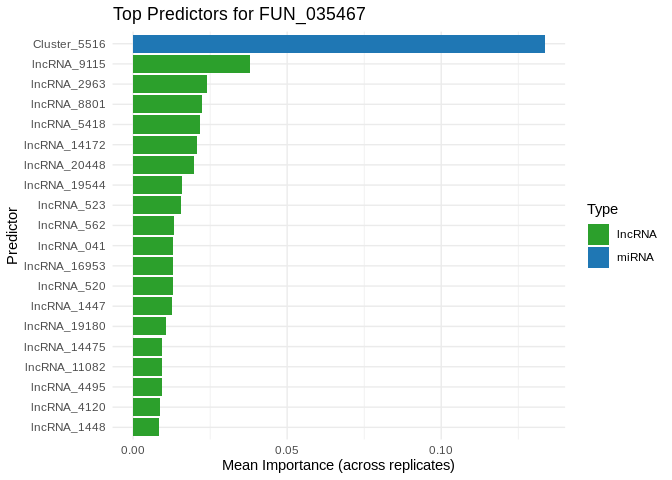 Top Predictors for FUN_035467
Predictor
Cluster_5516
lncRNA_9115
lncRNA_2963
lncRNA_8801
lncRNA_5418
lncRNA_14172
lncRNA_20448
lncRNA_19544
lncRNA_523
lncRNA_562
lncRNA_041
lncRNA_16953
lncRNA_520
lncRNA_1447
lncRNA_19180
lncRNA_14475
lncRNA_11082
lncRNA_4495
lncRNA_4120
lncRNA_1448
0.00 0.05 0.10
Mean Importance (across replicates)
Type
lncRNA
miRNA